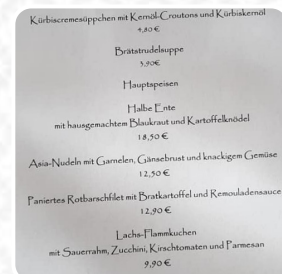 Kürbiscremesüppchen mit Kernöl-Croutons und Kürbiskernöl
4,80 €
Brätstrudelsuppe
3,90€
Hauptspeisen
Halbe Ente
mit hausgemachtem Blaukraut und Kartoffelknödel
18,50 €
Asia-Nudeln mit Garnelen, Gänsebrust und knackigem Gemüse
12,50 €
Paniertes Rotbarschfilet mit Bratkartoffel und Remouladensauce
12,90 €
Lachs-Flammkuchen
mit Sauerrahm, Zucchini, Kirschtomaten und Parmesan
9,90 €